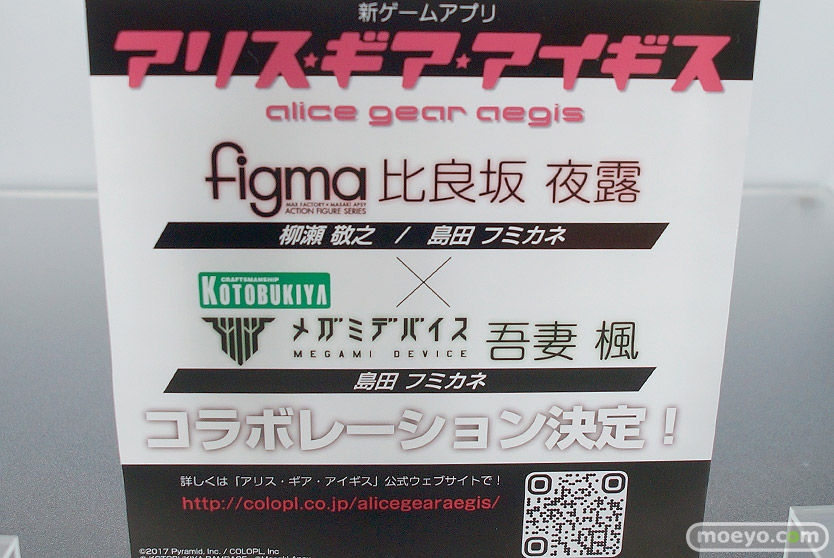 新ゲームアプリ
アリス★ギア★アイギス
alice gear aegis
figma 比良坂 夜露
MAX FACTORY×MASAKI APSY
ACTION FIGURE SERIES
柳瀬 敬之 / 島田 フミカネ
×
CRAFTSMANSHIP
KOTOBUKIYA
メガミデバイス 吾妻 楓
MEGAMI DEVICE
島田 フミカネ
コラボレーション決定！
詳しくは「アリス・ギア・アイギス」公式ウェブサイトで！
http://colopl.co.jp/alicegearaegis/
©2017 Pyramid, Inc. / COLOPL, Inc
moeyo.com